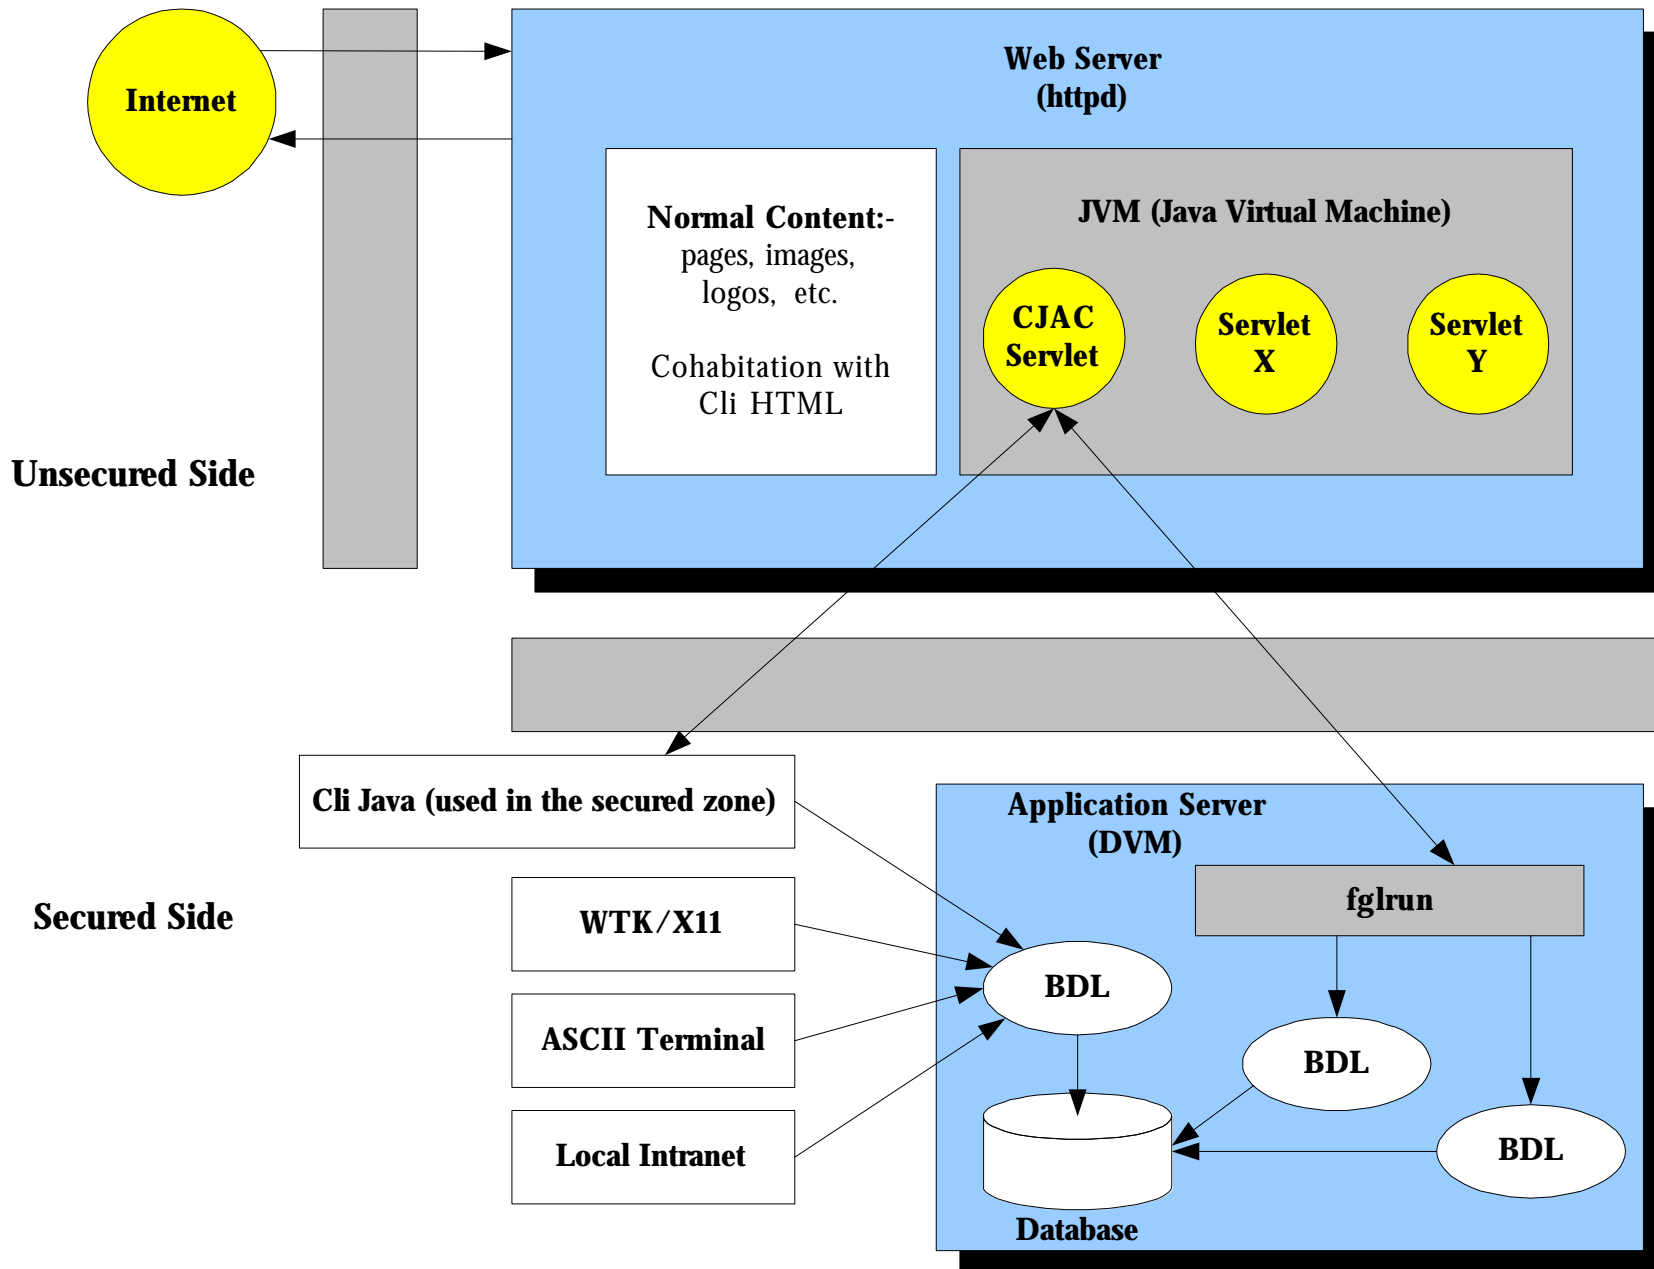 Internet
Web Server
(httpd)
Normal Content:-
pages, images,
logos, etc.
Cohabitation with
Cli HTML
JVM (Java Virtual Machine)
CJAC
Servlet
Servlet
X
Servlet
Y
Unsecured Side
Cli Java (used in the secured zone)
Application Server
(DVM)
fglrun
Secured Side
WTK/X11
BDL
ASCII Terminal
BDL
Local Intranet
BDL
Database